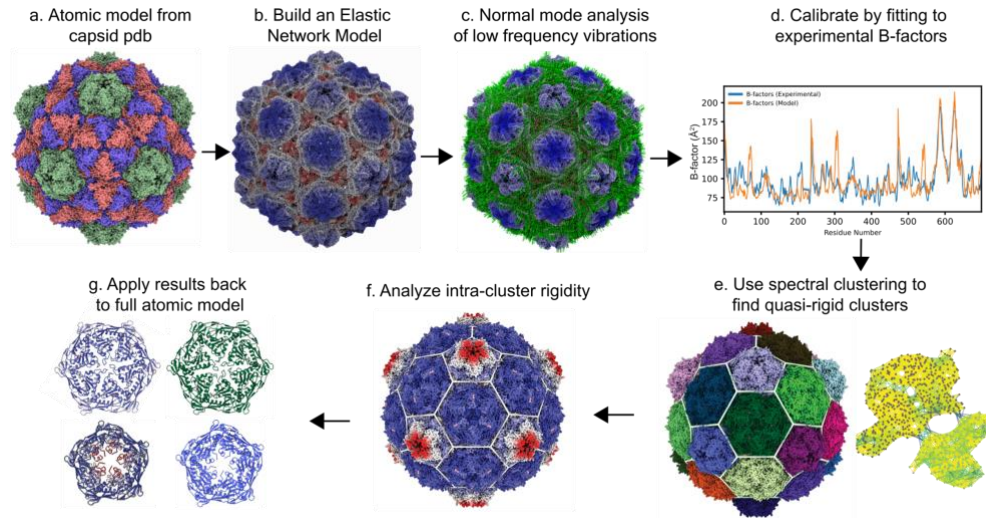 a. Atomic model from
capsid pdb
b. Build an Elastic
Network Model
c. Normal mode analysis
of low frequency vibrations
d. Calibrate by fitting to
experimental B-factors
B-factors (Experimental)
B-factors (Model)
B-factor (Å²)
200
175
150
125
100
75
0
100
200
300
400
500
600
Residue Number
g. Apply results back
to full atomic model
f. Analyze intra-cluster rigidity
e. Use spectral clustering to
find quasi-rigid clusters